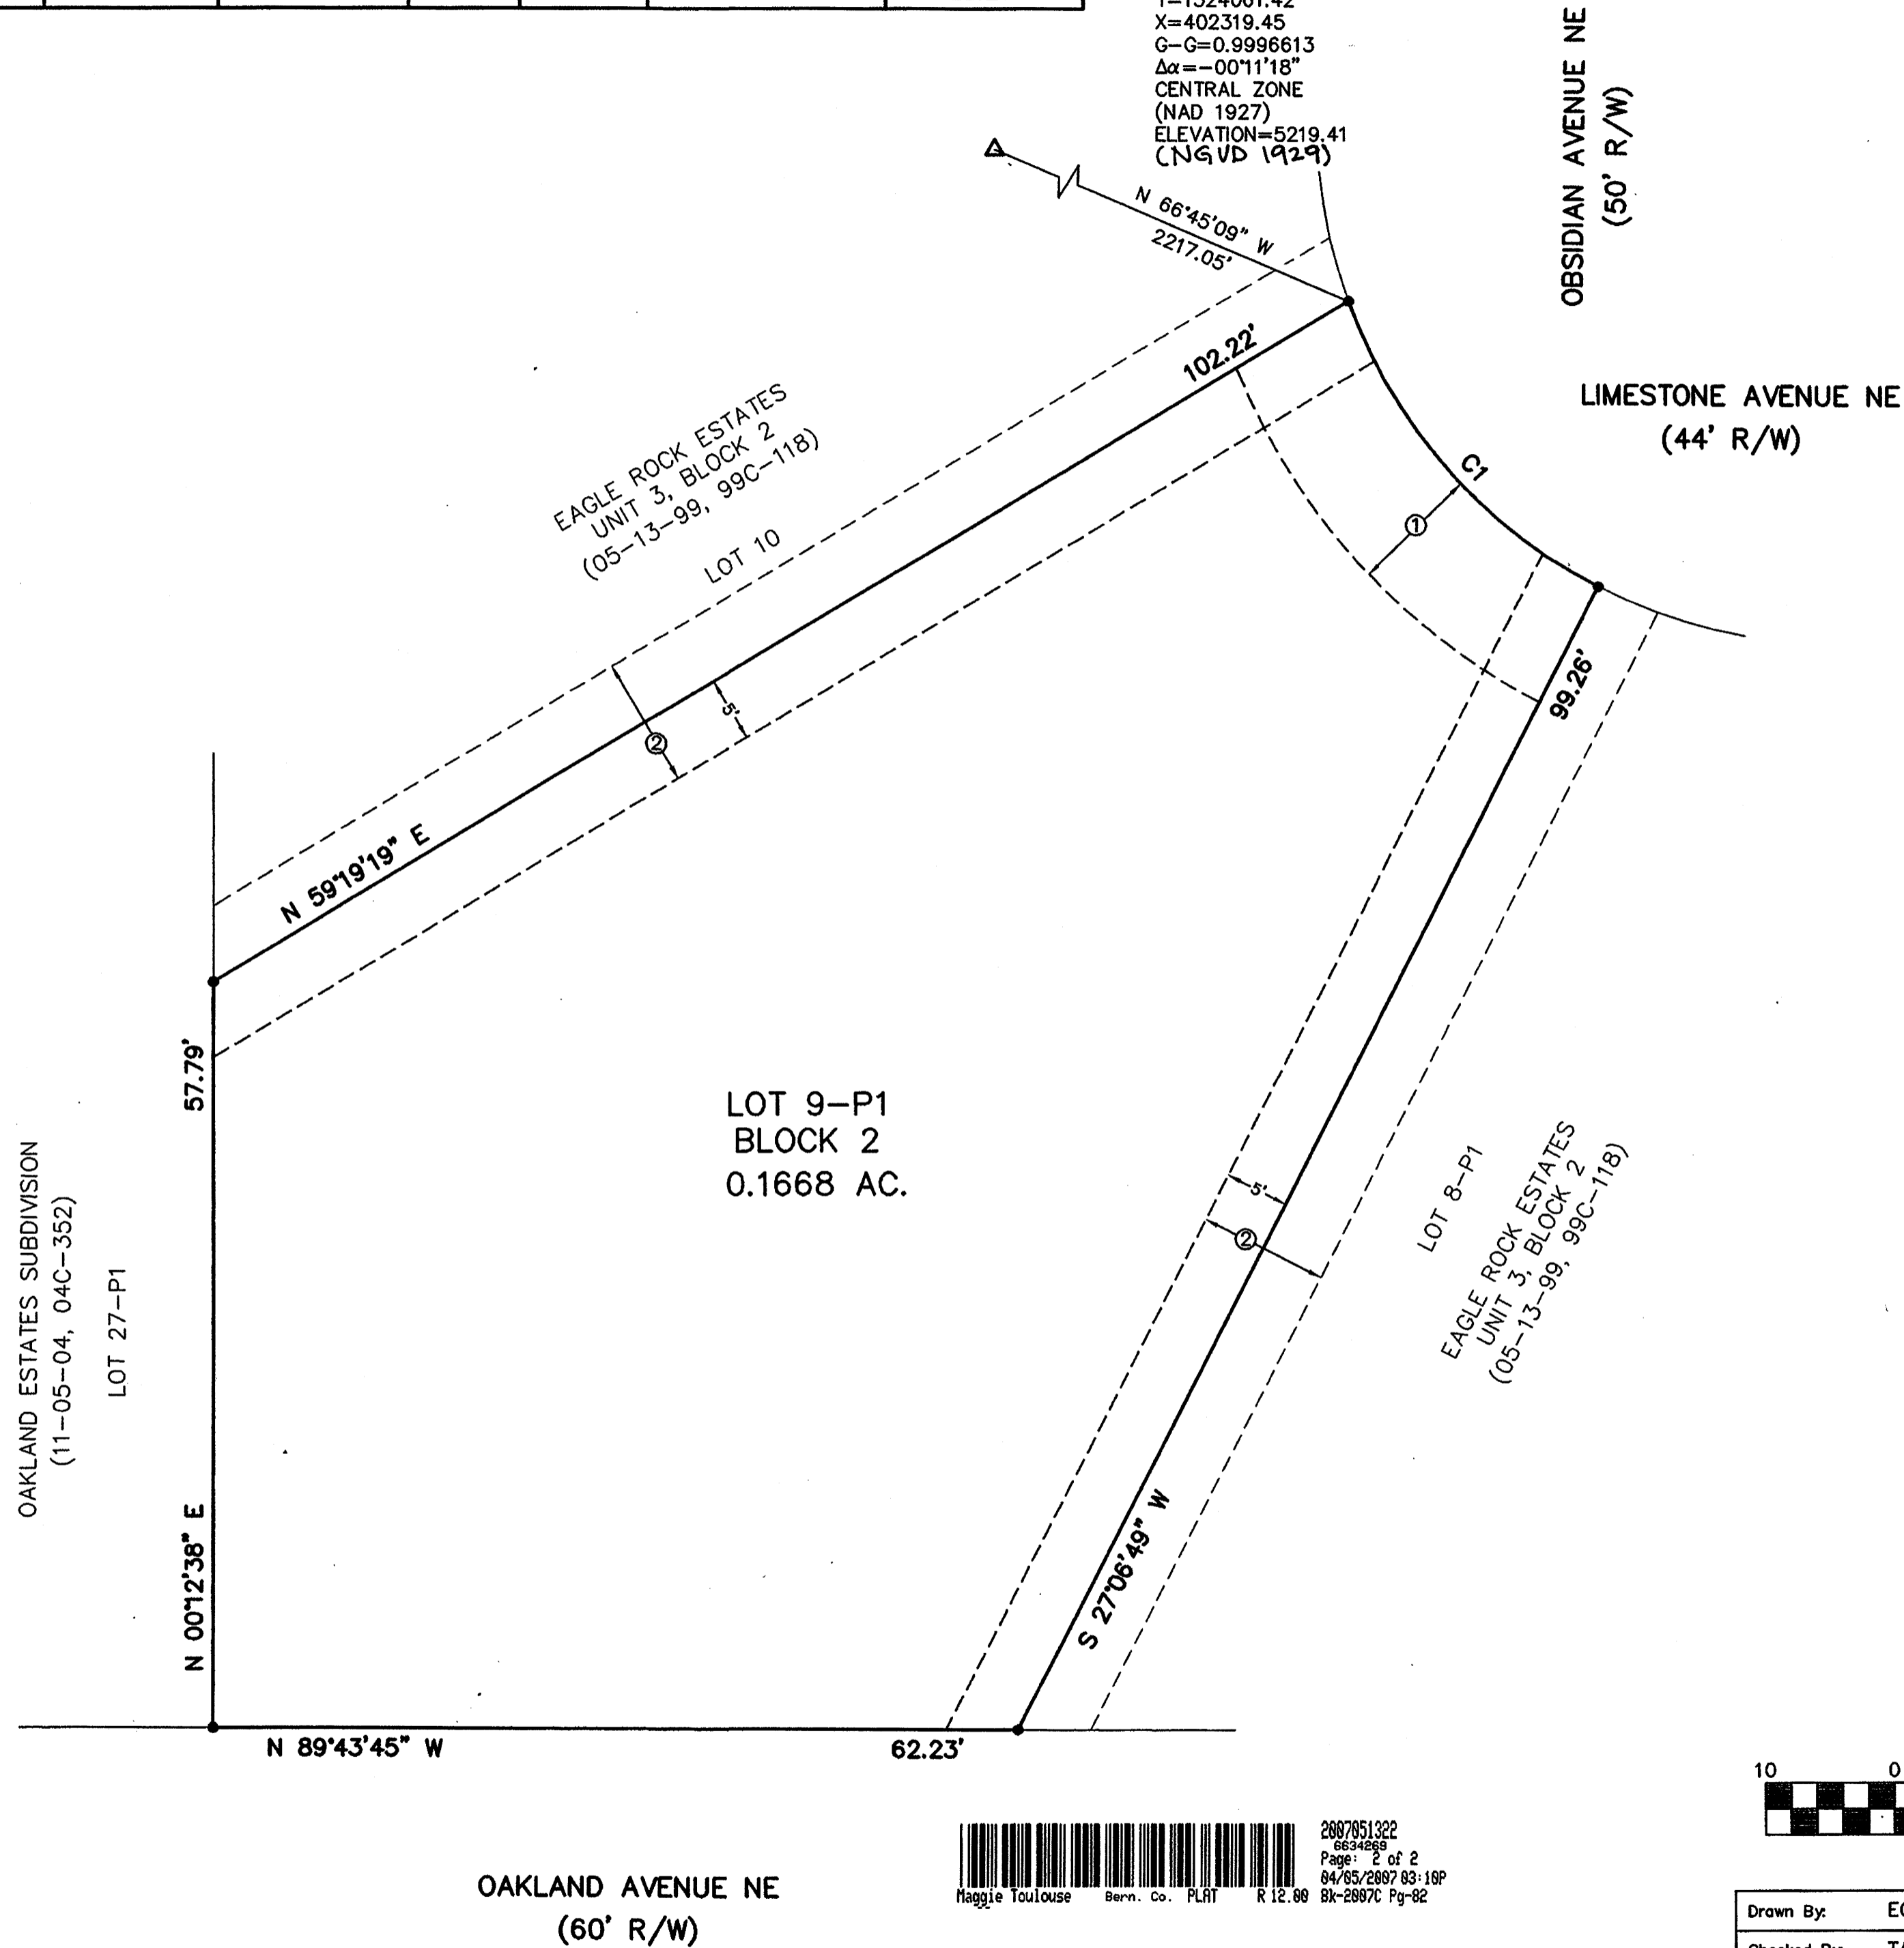 X=402319.45
G-G=0.9996613
Δα=-00°11'18"
CENTRAL ZONE
(NAD 1927)
ELEVATION=5219.41
(NGVD 1929)
OBSIDIAN AVENUE NE
(50' R/W)
N 66°45'09" W
2217.05'
102.22'
LIMESTONE AVENUE NE
(44' R/W)
C1
1
EAGLE ROCK ESTATES
UNIT 3, BLOCK 2
(05-13-99, 99C-118)
LOT 10
99.26'
5'
2
N 59°19'19" E
57.79'
LOT 9-P1
BLOCK 2
0.1668 AC.
OAKLAND ESTATES SUBDIVISION
(11-05-04, 04C-352)
LOT 27-P1
5'
2
LOT 8-P1
EAGLE ROCK ESTATES
UNIT 3, BLOCK 2
(05-13-99, 99C-118)
N 00°12'38" E
S 27°06'49" W
N 89°43'45" W
62.23'
10 0
OAKLAND AVENUE NE
(60' R/W)
2007051322
6634269
Page: 2 of 2
04/05/2007 03:10P
Maggie Toulouse Bern. Co. PLAT R 12.00 Bk-2007C Pg-82
Drawn By: